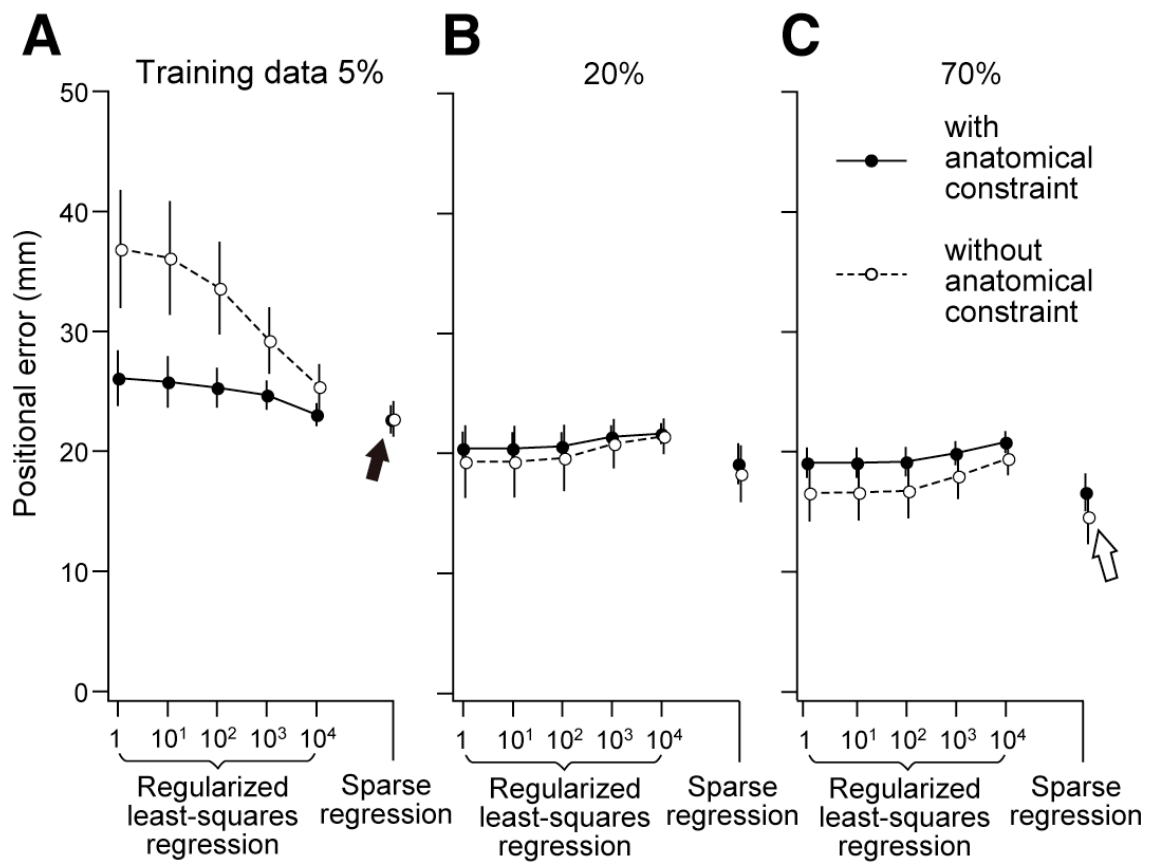 A
B
C
Training data 5%
20%
70%
50
40
30
20
10
0
Positional error (mm)
with
anatomical
constraint
without
anatomical
constraint
1 10¹ 10² 10³ 10⁴
1 10¹ 10² 10³ 10⁴
1 10¹ 10² 10³ 10⁴
Regularized
least-squares
regression
Sparse
regression
Regularized
least-squares
regression
Sparse
regression
Regularized
least-squares
regression
Sparse
regression